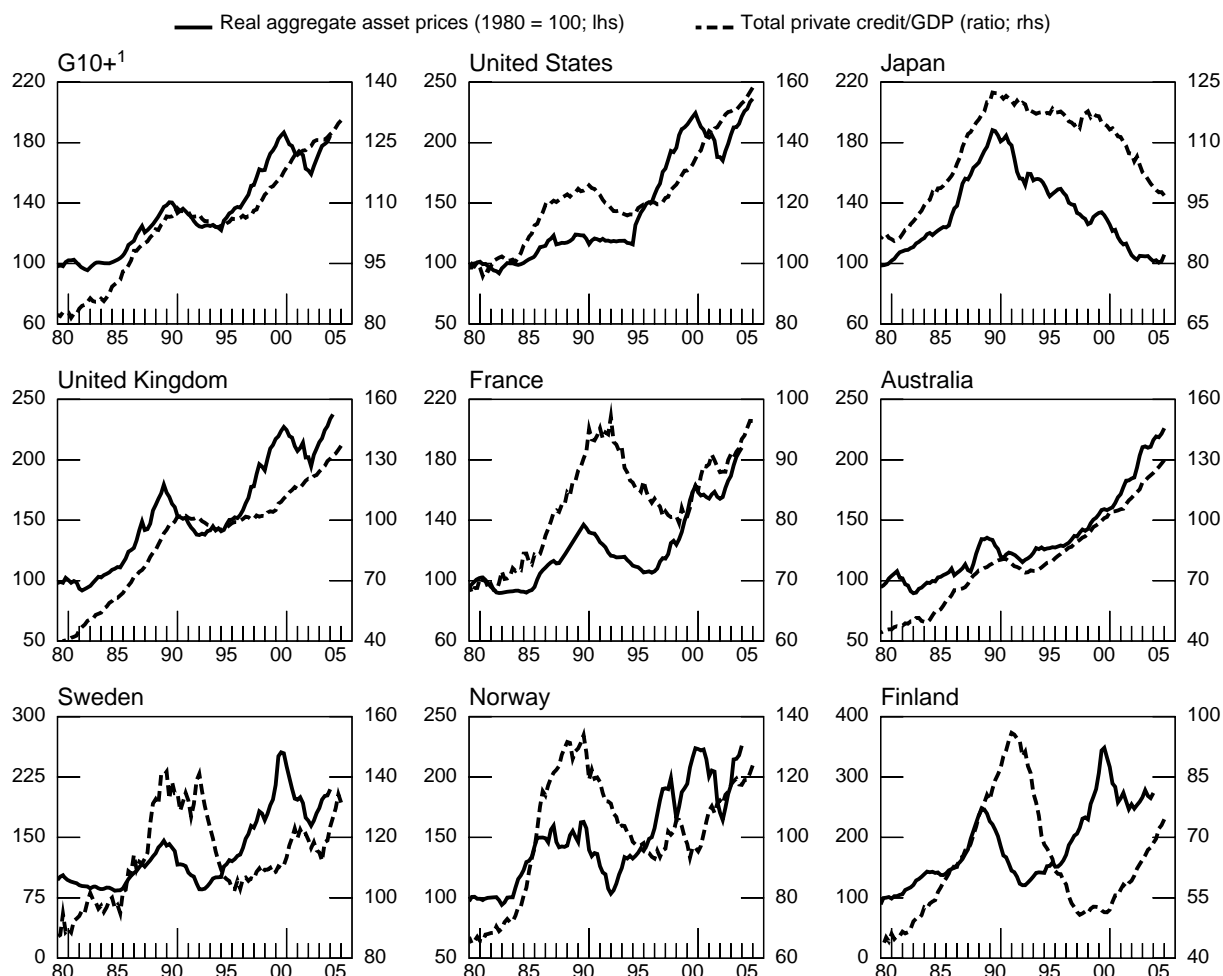 Real aggregate asset prices (1980 = 100; lhs) Total private credit/GDP (ratio; rhs)
G10+1 United States Japan
220 140 250 160 220 125
180 125 200 140 180 110
140 110 150 120 140 95
100 95 100 100 100 80
60 80 50 80 60 65
80 85 90 95 00 05 80 85 90 95 00 05 80 85 90 95 00 05
United Kingdom France Australia
250 160 220 100 250 160
200 130 180 90 200 130
150 100 140 80 150 100
100 70 100 70 100 70
50 40 60 60 50 40
80 85 90 95 00 05 80 85 90 95 00 05 80 85 90 95 00 05
Sweden Norway Finland
300 160 250 140 400 100
225 140 200 120 300 85
150 120 150 100 200 70
75 100 100 80 100 55
0 80 50 60 0 40
80 85 90 95 00 05 80 85 90 95 00 05 80 85 90 95 00 05